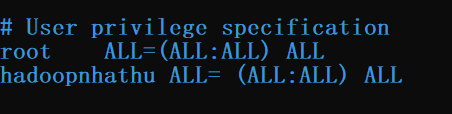 # User privilege specification
root    ALL=(ALL:ALL) ALL
hadoopnhathu ALL= (ALL:ALL) ALL